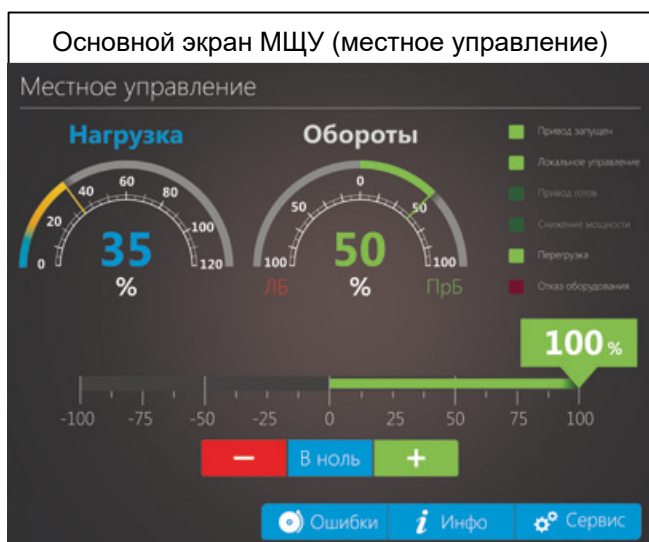 Основной экран МЩУ (местное управление)
Местное управление
Нагрузка
0 20 40 60 80 100 120
35
%
Обороты
100 50 0 50 100
50
%
ЛБ ПрБ
Привод запущен
Локальное управление
Привод готов
Снижение мощности
Перегрузка
Отказ оборудования
100 %
-100 -75 -50 -25 0 25 50 75 100
− В ноль +
Ошибки i Инфо Сервис